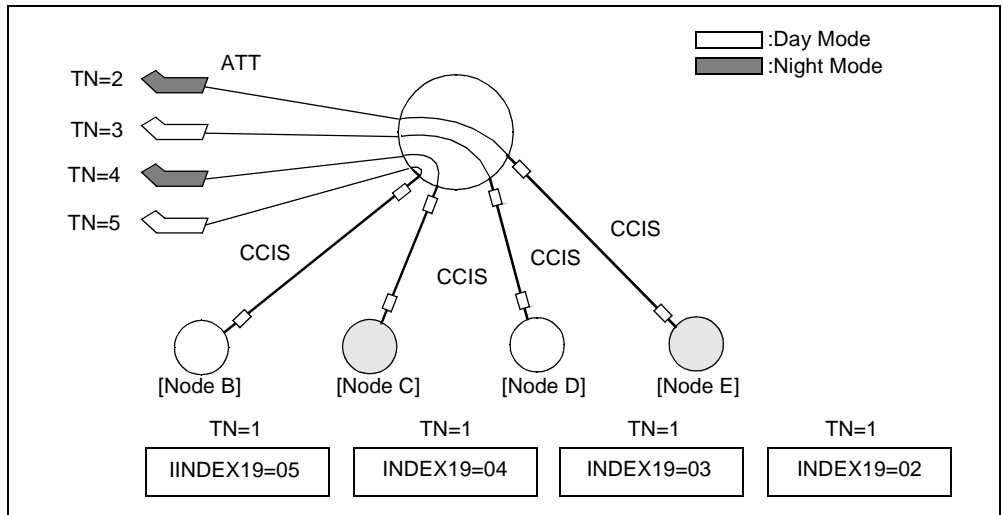 :Day Mode
:Night Mode
ATT
TN=2
TN=3
TN=4
TN=5
CCIS
CCIS
CCIS
CCIS
[Node B]
[Node C]
[Node D]
[Node E]
TN=1
TN=1
TN=1
TN=1
IINDEX19=05
INDEX19=04
INDEX19=03
INDEX19=02